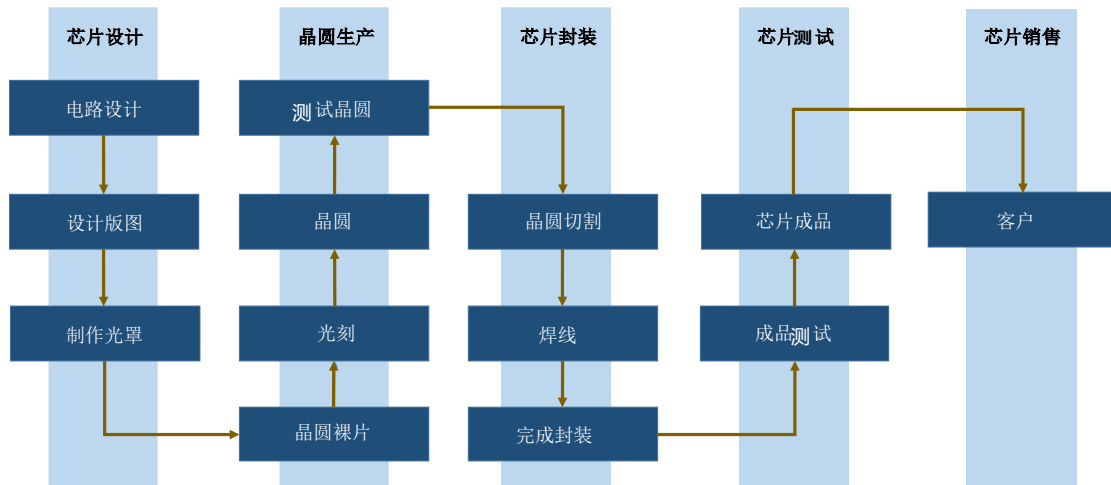 芯片设计
晶圆生产
芯片封装
芯片测试
芯片销售
电路设计
设计版图
制作光罩
测试晶圆
晶圆
光刻
晶圆裸片
晶圆切割
焊线
完成封装
芯片成品
成品测试
客户